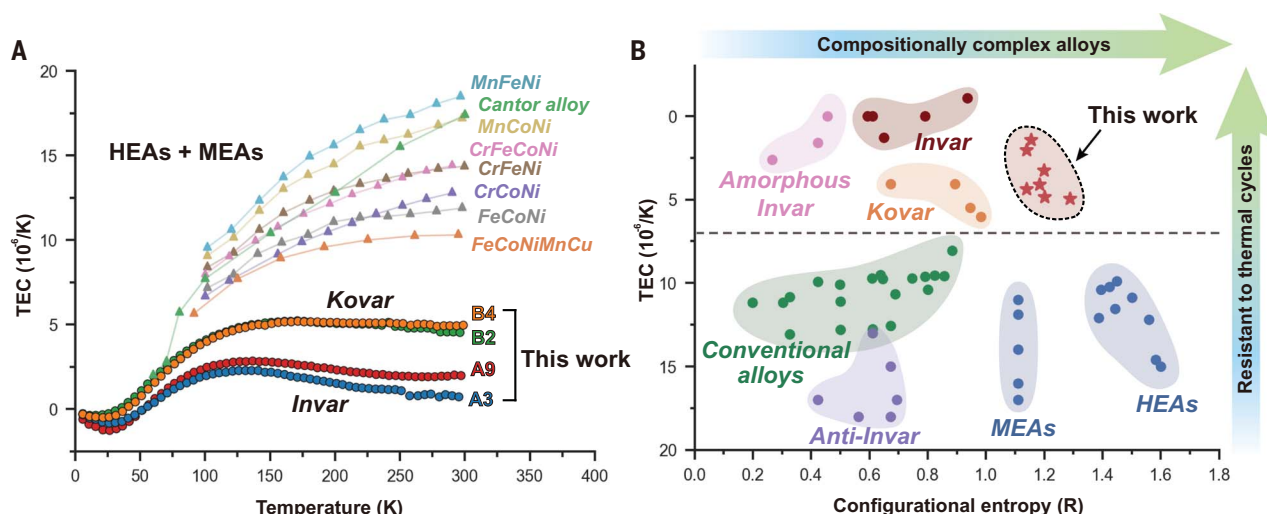 A
TEC (10⁻⁶/K)
20
15
10
5
0
HEAs + MEAs
MnFeNi
Cantor alloy
MnCoNi
CrFeCoNi
CrFeNi
CrCoNi
FeCoNi
FeCoNiMnCu
Kovar
B4
B2
This work
A9
A3
Invar
0 50 100 150 200 250 300 350 400
Temperature (K)
B
Compositionally complex alloys
Resistant to thermal cycles
TEC (10⁻⁶/K)
0
5
10
15
20
This work
Invar
Amorphous
Invar
Kovar
Conventional
alloys
Anti-Invar
MEAs
HEAs
0.0 0.2 0.4 0.6 0.8 1.0 1.2 1.4 1.6 1.8
Configurational entropy (R)